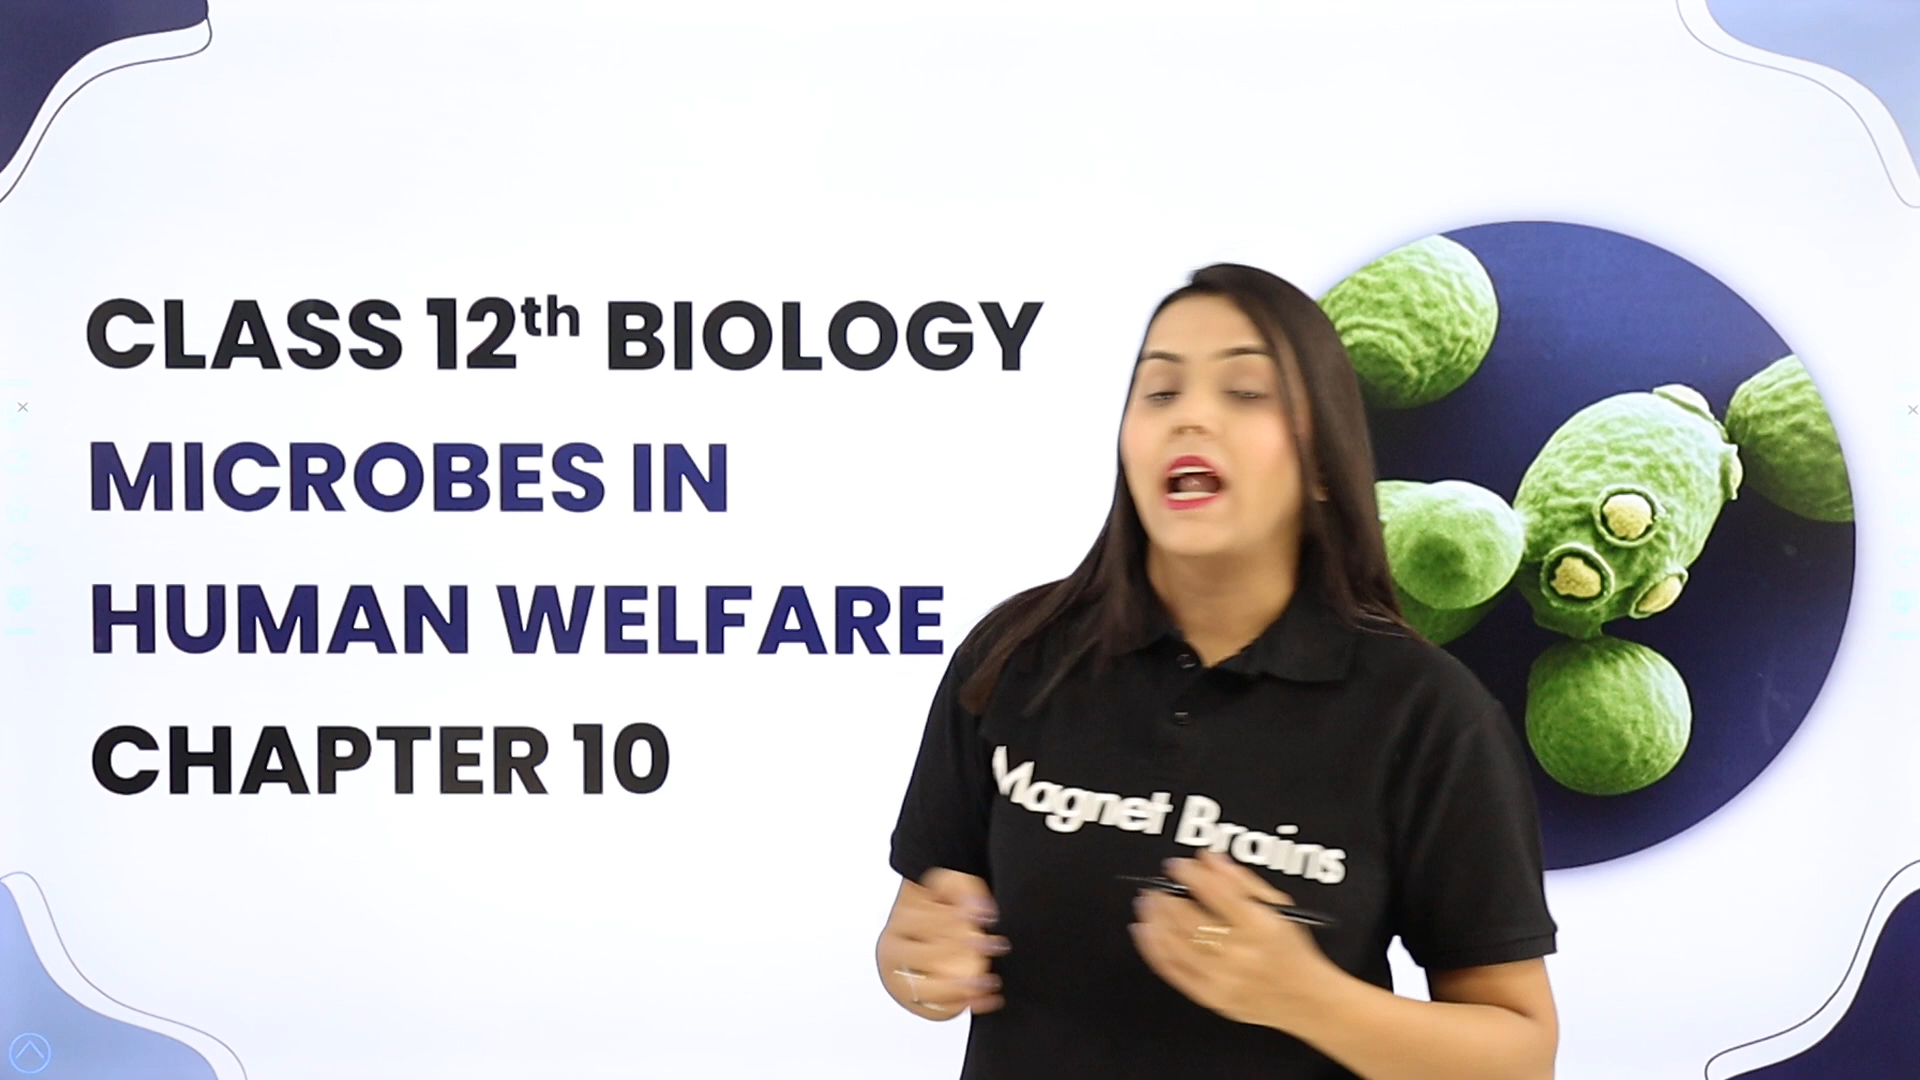 CLASS 12th BIOLOGY
MICROBES IN
HUMAN WELFARE
CHAPTER 10
Magnet Brains